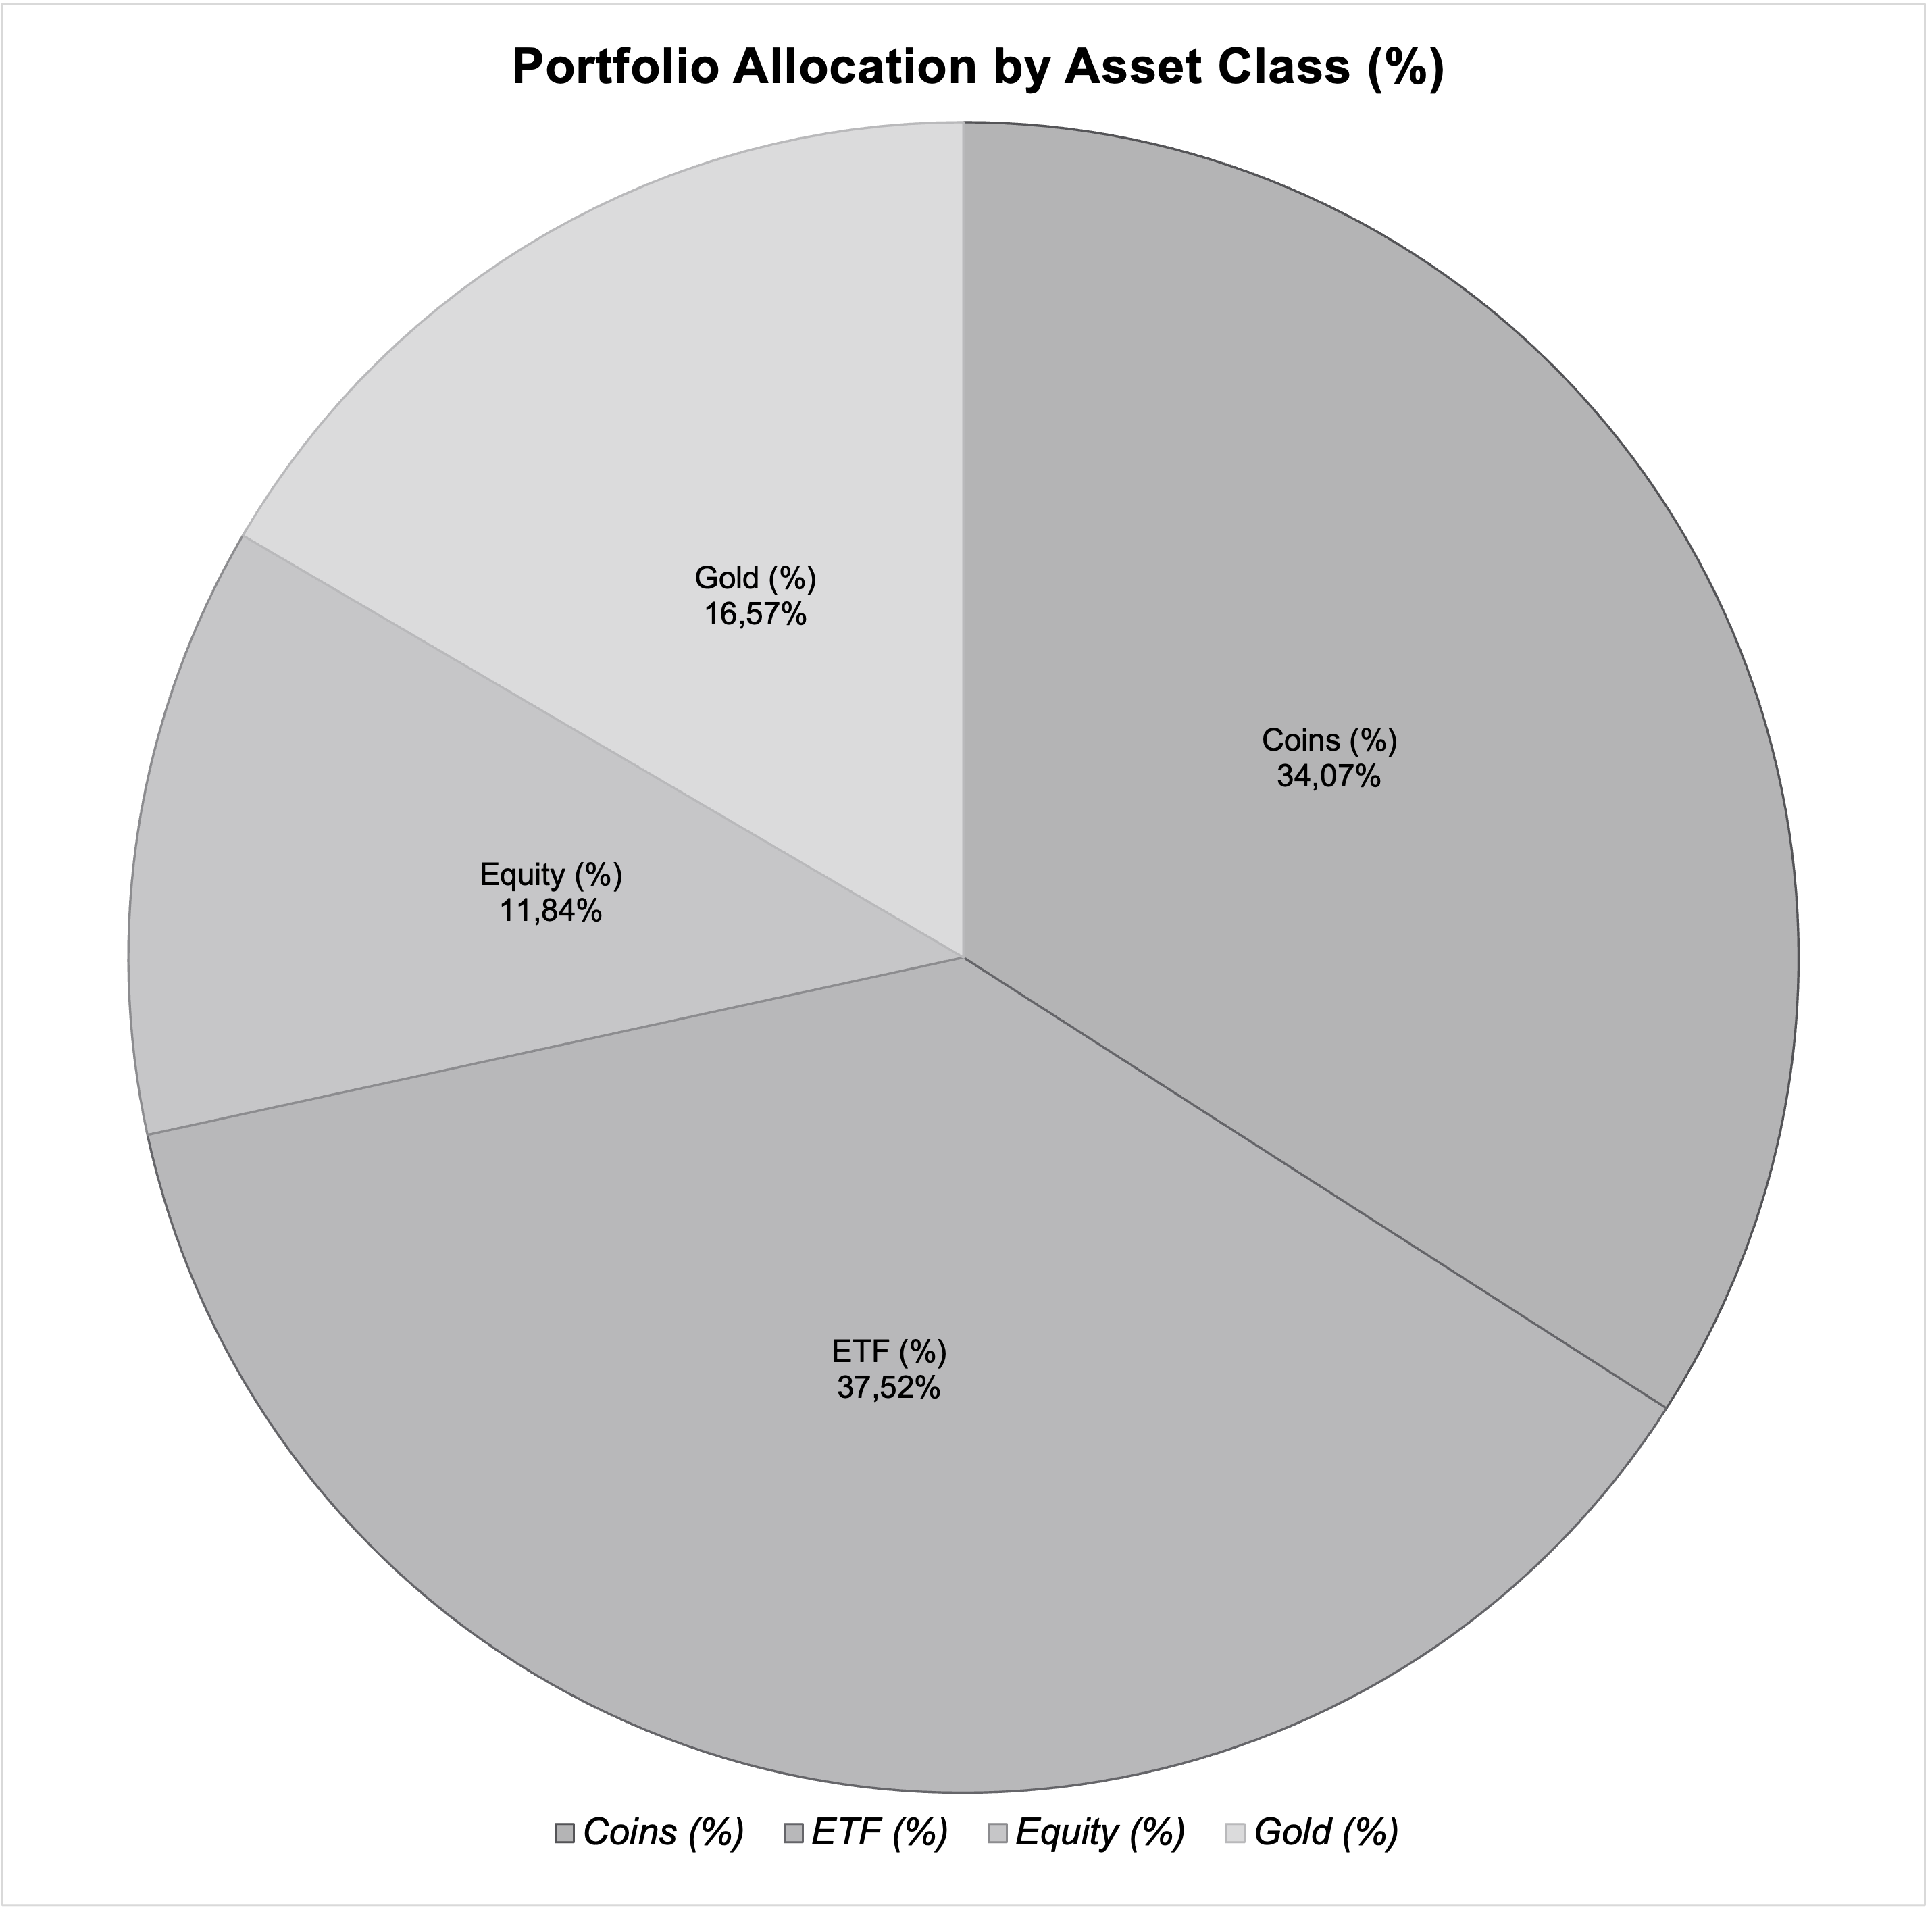 Portfolio Allocation by Asset Class (%)
Gold (%)
16,57%
Coins (%)
34,07%
Equity (%)
11,84%
ETF (%)
37,52%
Coins (%) ETF (%) Equity (%) Gold (%)